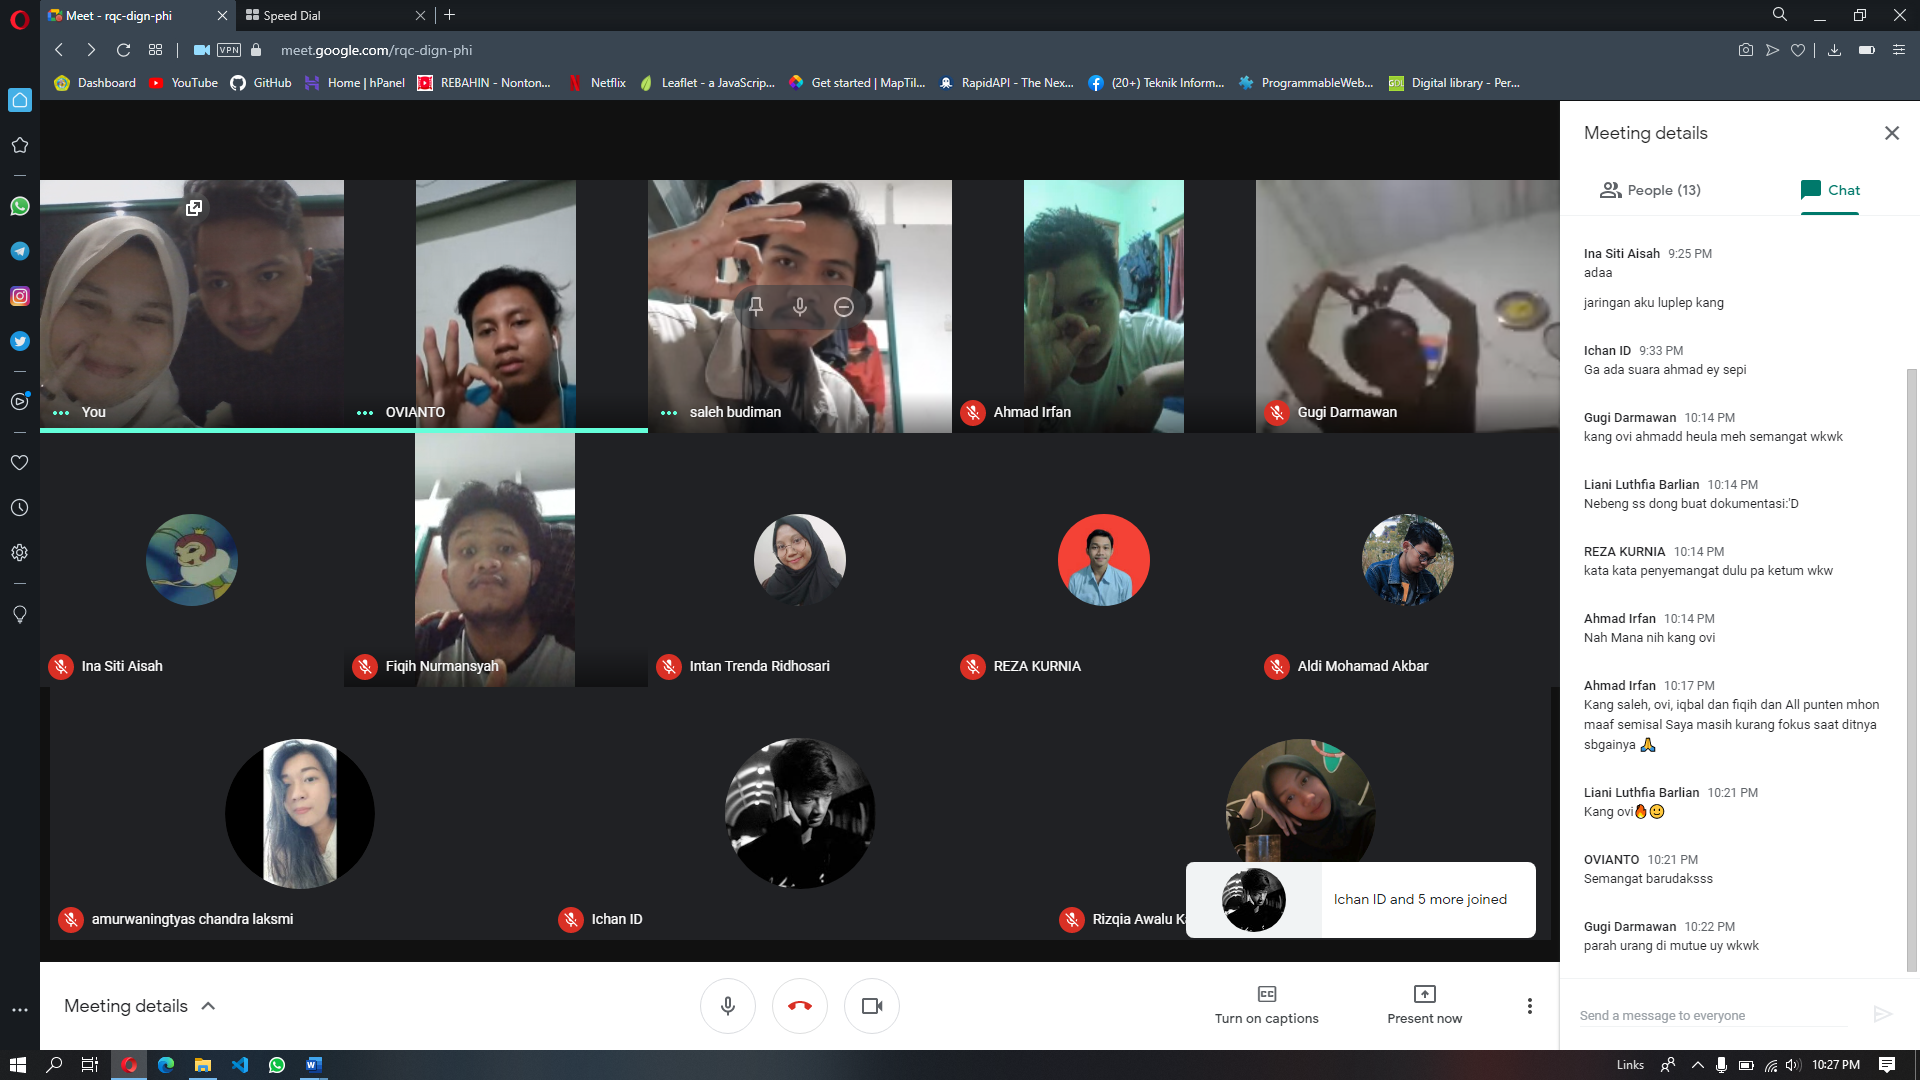 Meet - rqc-dign-phi
Speed Dial
VPN
meet.google.com/rqc-dign-phi
Dashboard
YouTube
GitHub
Home | hPanel
REBAHIN - Nonton...
Netflix
Leaflet - a JavaScrip...
Get started | MapTil...
RapidAPI - The Nex...
(20+) Teknik Inform...
ProgrammableWeb...
Digital library - Per...
You
OVIANTO
saleh budiman
Ahmad Irfan
Gugi Darmawan
Ina Siti Aisah
Fiqih Nurmansyah
Intan Trenda Ridhosari
REZA KURNIA
Aldi Mohamad Akbar
amurwaningtyas chandra laksmi
Ichan ID
Rizqia Awalu
Ichan ID and 5 more joined
Meeting details
Turn on captions
Present now
Meeting details
People (13)
Chat
Ina Siti Aisah 9:25 PM
adaa
jaringan aku luplep kang
Ichan ID 9:33 PM
Ga ada suara ahmad ey sepi
Gugi Darmawan 10:14 PM
kang ovi ahmadd heula meh semangat wkwk
Liani Luthfia Barlian 10:14 PM
Nebeng ss dong buat dokumentasi:'D
REZA KURNIA 10:14 PM
kata kata penyemangat dulu pa ketum wkw
Ahmad Irfan 10:14 PM
Nah Mana nih kang ovi
Ahmad Irfan 10:17 PM
Kang saleh, ovi, iqbal dan fiqih dan All punten mhon
maaf semisal Saya masih kurang fokus saat ditnya
sbgainya 🙏
Liani Luthfia Barlian 10:21 PM
Kang ovi🔥🙂
OVIANTO 10:21 PM
Semangat barudaksss
Gugi Darmawan 10:22 PM
parah urang di mutue uy wkwk
Send a message to everyone
Links
10:27 PM